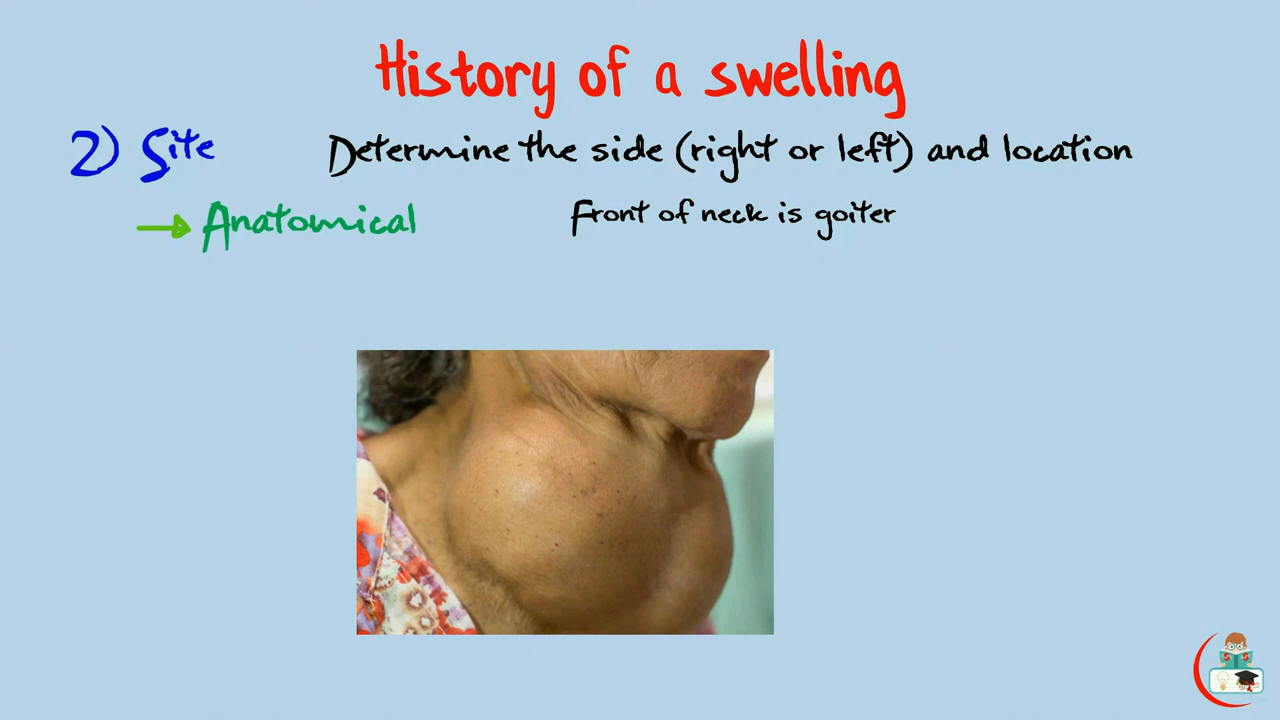 History of a swelling
2) Site Determine the side (right or left) and location
→ Anatomical Front of neck is goiter